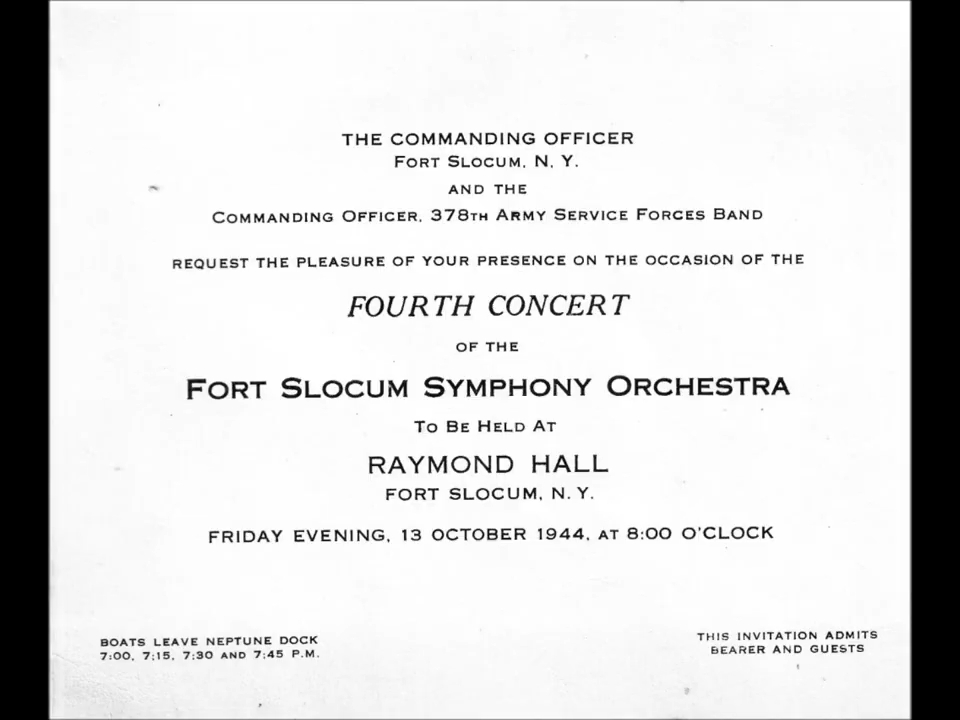 THE COMMANDING OFFICER
FORT SLOCUM, N. Y.
AND THE
COMMANDING OFFICER, 378TH ARMY SERVICE FORCES BAND
REQUEST THE PLEASURE OF YOUR PRESENCE ON THE OCCASION OF THE
FOURTH CONCERT
OF THE
FORT SLOCUM SYMPHONY ORCHESTRA
TO BE HELD AT
RAYMOND HALL
FORT SLOCUM, N. Y.
FRIDAY EVENING, 13 OCTOBER 1944, AT 8:00 O'CLOCK
BOATS LEAVE NEPTUNE DOCK
7:00, 7:15, 7:30 AND 7:45 P.M.
THIS INVITATION ADMITS
BEARER AND GUESTS